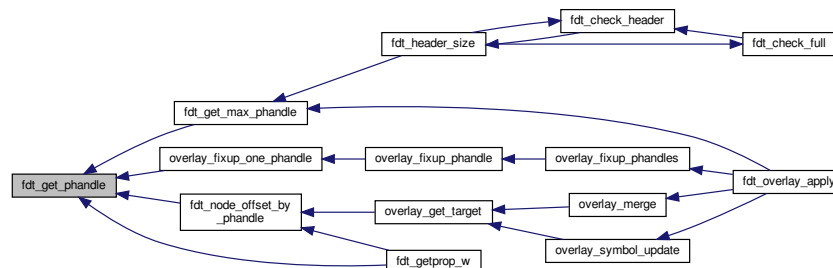 fdt_check_header
fdt_header_size
fdt_check_full
fdt_get_max_phandle
overlay_fixup_one_phandle
overlay_fixup_phandle
overlay_fixup_phandles
fdt_get_phandle
fdt_overlay_apply
fdt_node_offset_by
_phandle
overlay_get_target
overlay_merge
overlay_symbol_update
fdt_getprop_w